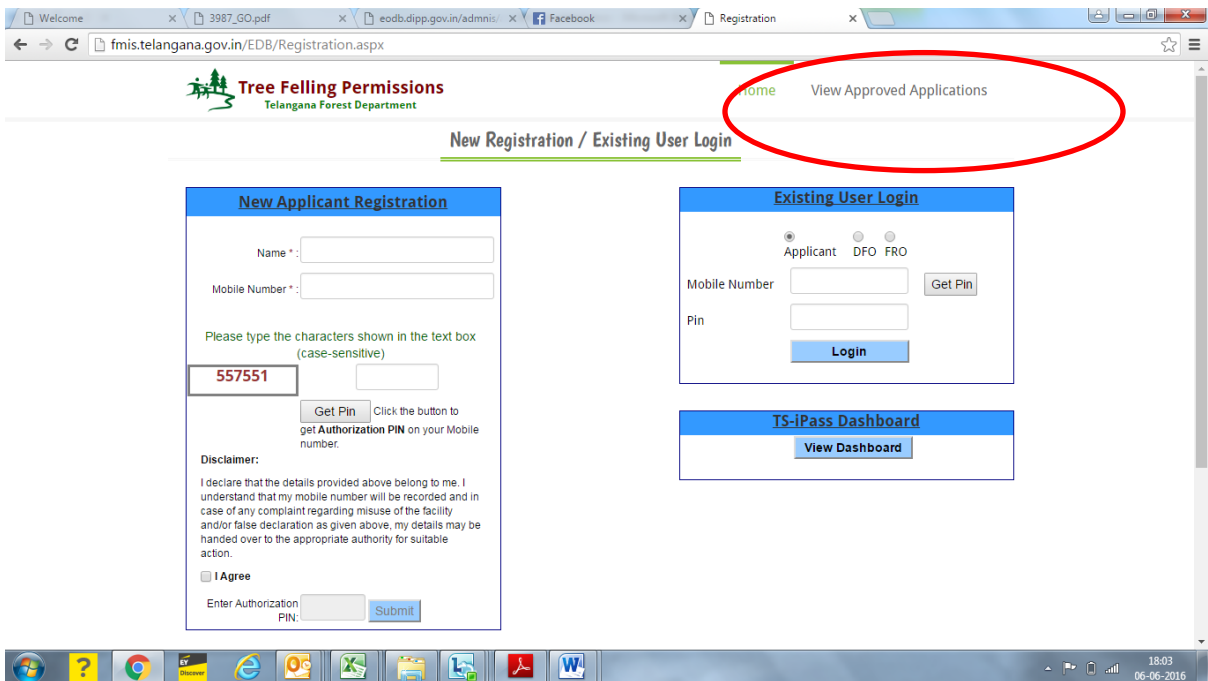 Welcome
3987_GO.pdf
eodb.dipp.gov.in/admnis
Facebook
Registration
fmis.telangana.gov.in/EDB/Registration.aspx
Tree Felling Permissions
Telangana Forest Department
Home
View Approved Applications
New Registration / Existing User Login
New Applicant Registration
Name * :
Mobile Number * :
Please type the characters shown in the text box
(case-sensitive)
557551
Get Pin Click the button to
get Authorization PIN on your Mobile
number.
Disclaimer:
I declare that the details provided above belong to me. I
understand that my mobile number will be recorded and in
case of any complaint regarding misuse of the facility
and/or false declaration as given above, my details may be
handed over to the appropriate authority for suitable
action.
I Agree
Enter Authorization
PIN:
Submit
Existing User Login
Applicant DFO FRO
Mobile Number
Get Pin
Pin
Login
TS-iPass Dashboard
View Dashboard
EY
Discover
18:03
06-06-2016